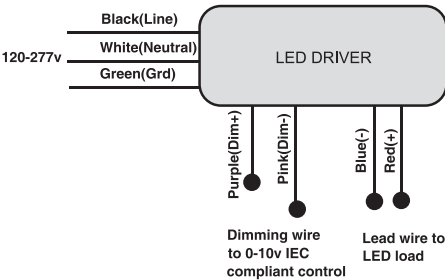 Black(Line)
120-277v
White(Neutral)
Green(Grd)
LED DRIVER
Purple(Dim+)
Pink(Dim-)
Blue(-)
Red(+)
Dimming wire
to 0-10v IEC
compliant control
Lead wire to
LED load